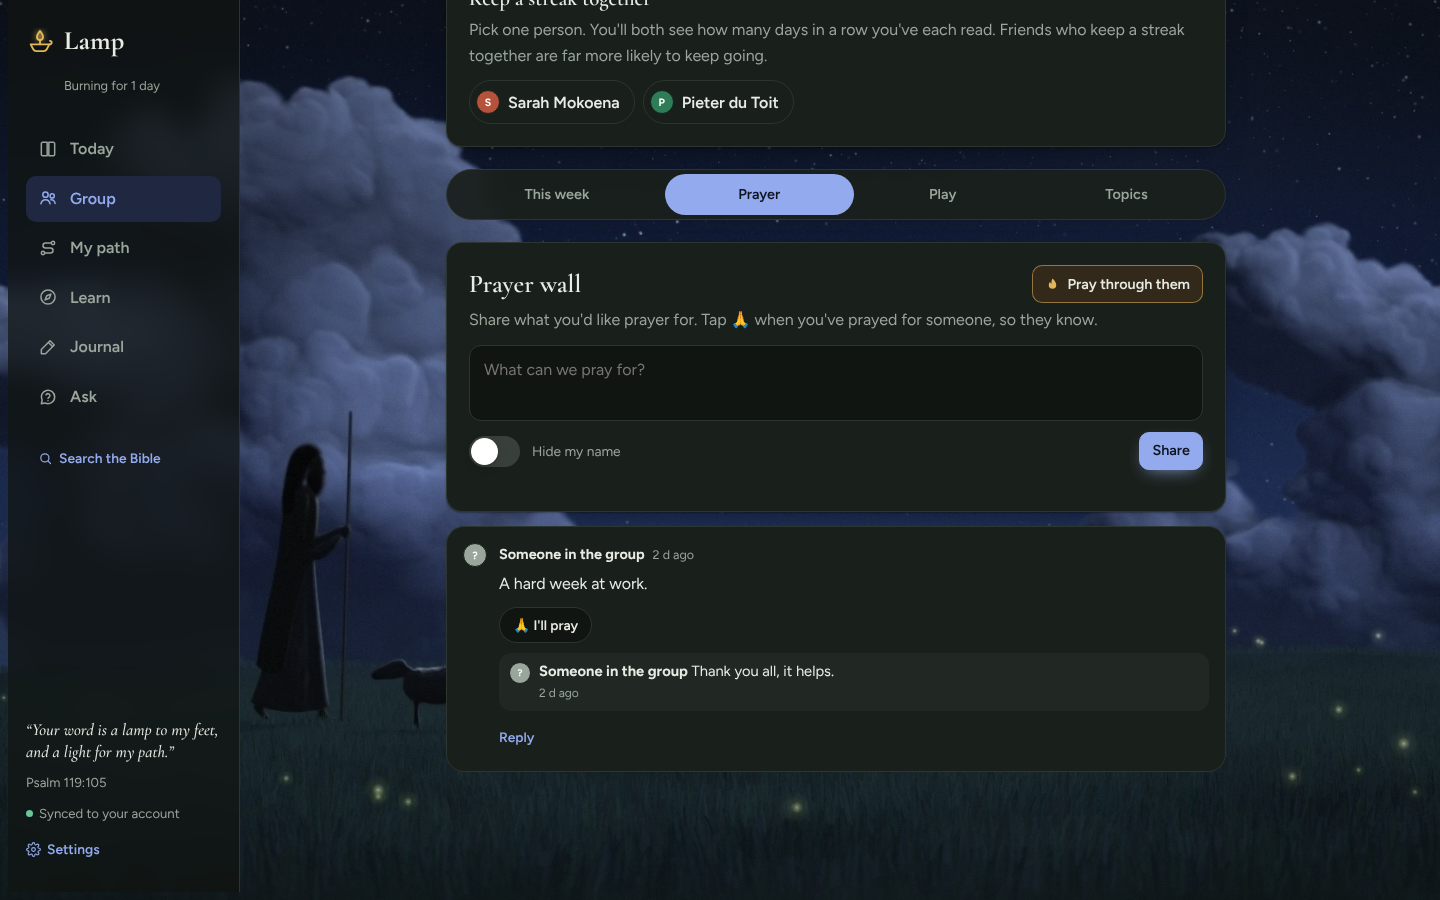 Lamp
Burning for 1 day
Today
Group
My path
Learn
Journal
Ask
Search the Bible
“Your word is a lamp to my feet,
and a light for my path.”
Psalm 119:105
Synced to your account
Settings
Keep a streak together
Pick one person. You'll both see how many days in a row you've each read. Friends who keep a streak
together are far more likely to keep going.
S Sarah Mokoena P Pieter du Toit
This week Prayer Play Topics
Prayer wall
Pray through them
Share what you'd like prayer for. Tap 🙏 when you've prayed for someone, so they know.
What can we pray for?
Hide my name
Share
? Someone in the group 2 d ago
A hard week at work.
🙏 I'll pray
? Someone in the group Thank you all, it helps.
2 d ago
Reply